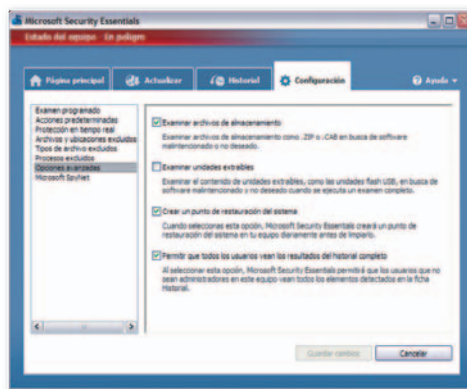 Microsoft Security Essentials
Estado del equipo En peligro
Página principal
Actualizar
Historial
Configuración
Ayuda
Examen programado
Acciones predeterminadas
Protección en tiempo real
Archivos y ubicaciones excluidos
Tipos de archivo excluidos
Procesos excluidos
Opciones avanzadas
Microsoft SpyNet
Examinar archivos de almacenamiento
Examinar archivos de almacenamiento como .ZIP o .CAB en busca de software
malintencionado o no deseado.
Examinar unidades extraíbles
Examinar el contenido de unidades extraíbles, como las unidades flash USB, en busca de
software malintencionado y no deseado cuando se ejecuta un examen completo.
Crear un punto de restauración del sistema
Cuando seleccionas esta opción, Microsoft Security Essentials creará un punto de
restauración del sistema en tu equipo diariamente antes de limpiarlo.
Permitir que todos los usuarios vean los resultados del historial completo
Al seleccionar esta opción, Microsoft Security Essentials permitirá que los usuarios que no
sean administradores en este equipo vean todos los elementos detectados en la ficha
Historial.
Guardar cambios
Cancelar